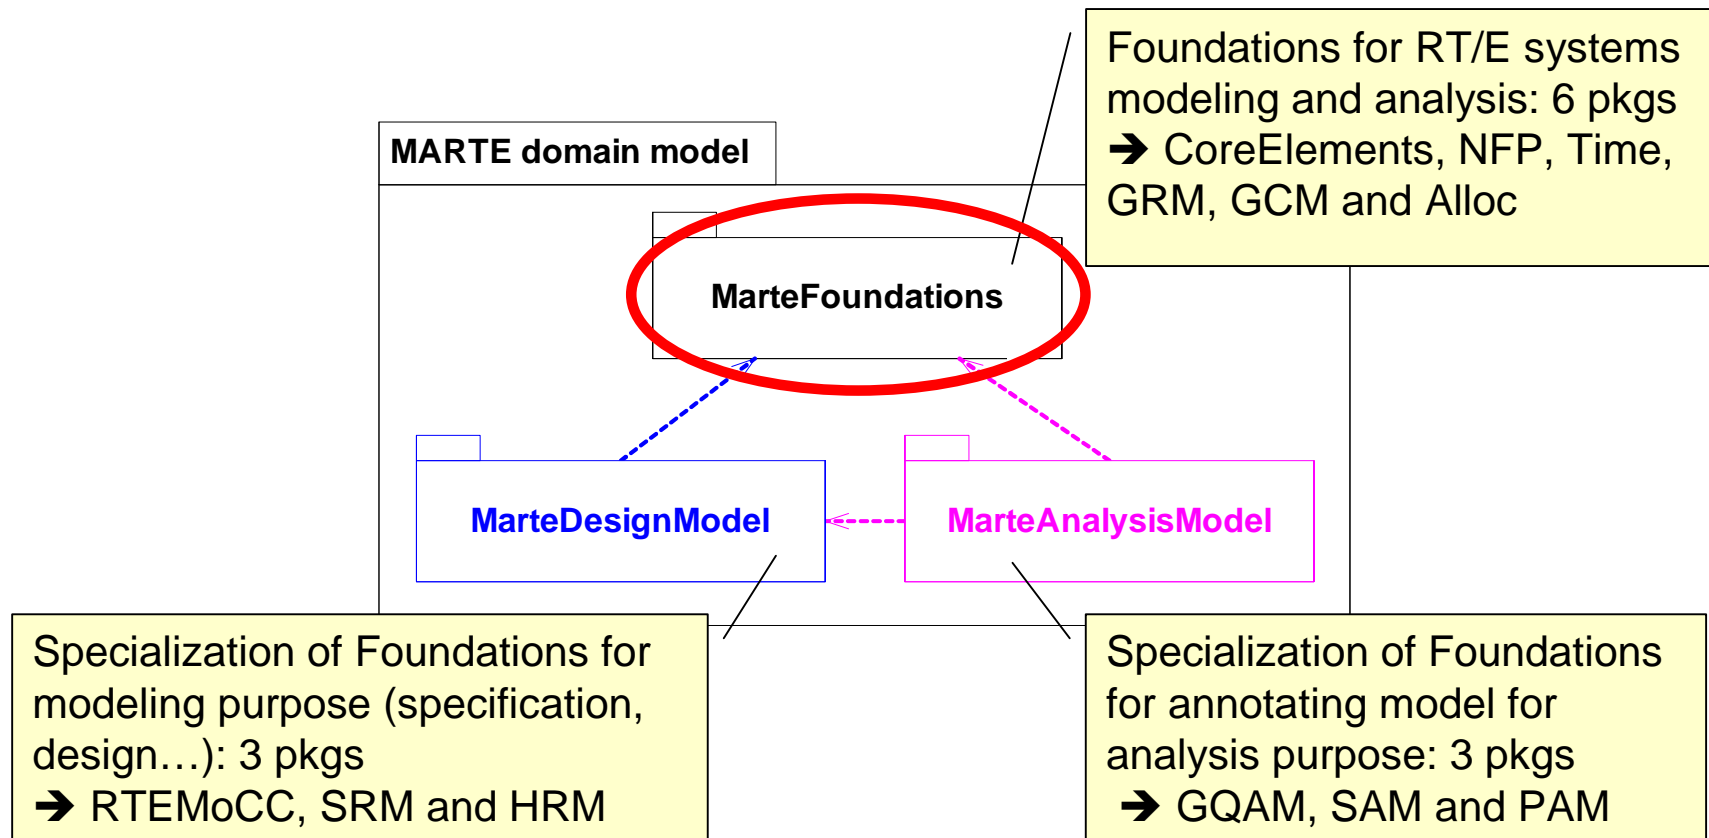 Foundations for RT/E systems
modeling and analysis: 6 pkgs
➔ CoreElements, NFP, Time,
GRM, GCM and Alloc
MARTE domain model
MarteFoundations
MarteDesignModel
MarteAnalysisModel
Specialization of Foundations for
modeling purpose (specification,
design…): 3 pkgs
➔ RTEMoCC, SRM and HRM
Specialization of Foundations
for annotating model for
analysis purpose: 3 pkgs
➔ GQAM, SAM and PAM